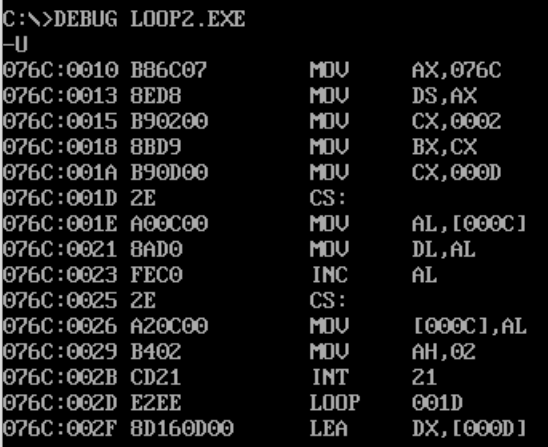 C:\>DEBUG LOOP2.EXE
-U
076C:0010 B86C07 MOV AX,076C
076C:0013 8ED8 MOV DS,AX
076C:0015 B90200 MOV CX,0002
076C:0018 8BD9 MOV BX,CX
076C:001A B90D00 MOV CX,000D
076C:001D 2E CS:
076C:001E A00C00 MOV AL,[000C]
076C:0021 8AD0 MOV DL,AL
076C:0023 FEC0 INC AL
076C:0025 2E CS:
076C:0026 A20C00 MOV [000C],AL
076C:0029 B402 MOV AH,02
076C:002B CD21 INT 21
076C:002D E2EE LOOP 001D
076C:002F 8D160D00 LEA DX,[000D]